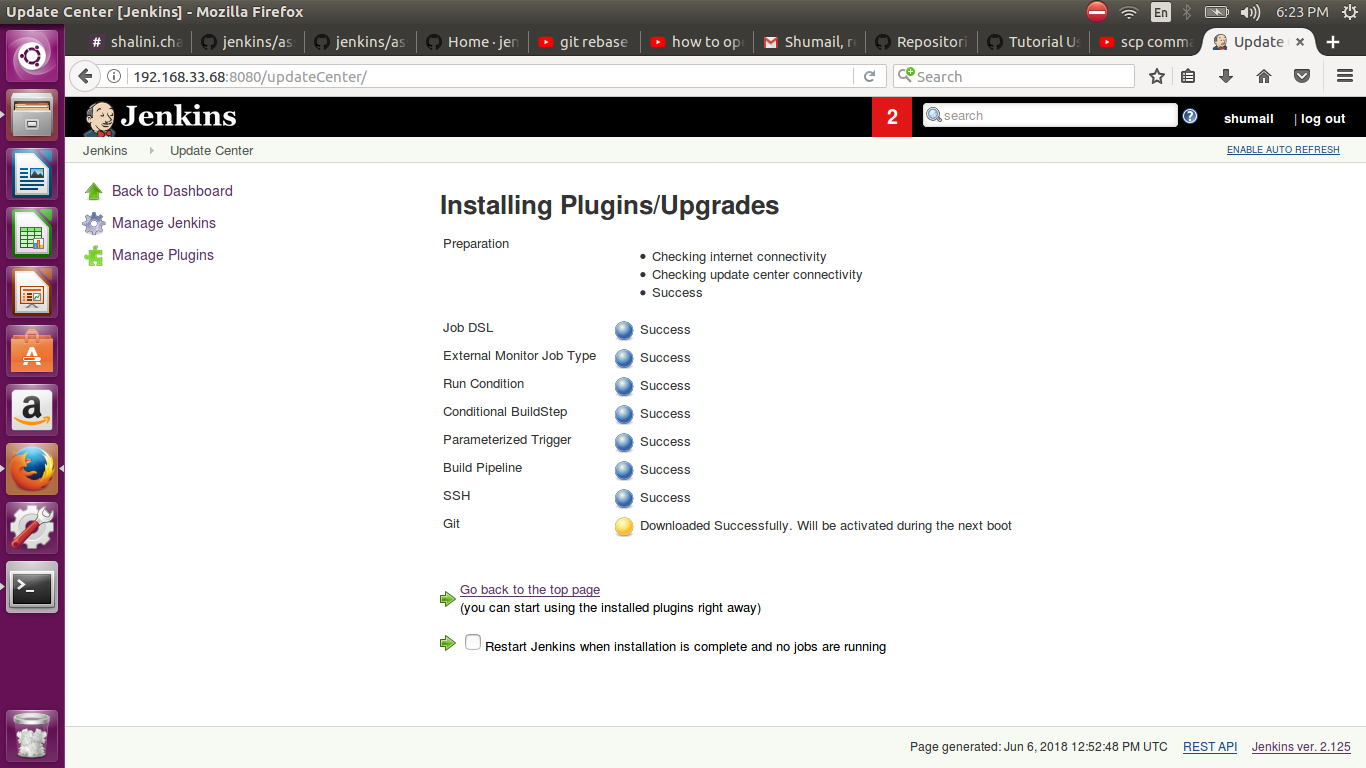 Update Center [Jenkins] - Mozilla Firefox
En
6:23 PM
# shalini.cha
jenkins/as
jenkins/as
Home · jen
git rebase
how to ope
Shumail, r
Repositori
Tutorial Us
scp comma
Update
192.168.33.68:8080/updateCenter/
Search
Jenkins
2
search
shumail
| log out
Jenkins
Update Center
ENABLE AUTO REFRESH
Back to Dashboard
Manage Jenkins
Manage Plugins
Installing Plugins/Upgrades
Preparation
• Checking internet connectivity
• Checking update center connectivity
• Success
Job DSL Success
External Monitor Job Type Success
Run Condition Success
Conditional BuildStep Success
Parameterized Trigger Success
Build Pipeline Success
SSH Success
Git Downloaded Successfully. Will be activated during the next boot
Go back to the top page
(you can start using the installed plugins right away)
Restart Jenkins when installation is complete and no jobs are running
Page generated: Jun 6, 2018 12:52:48 PM UTC REST API Jenkins ver. 2.125